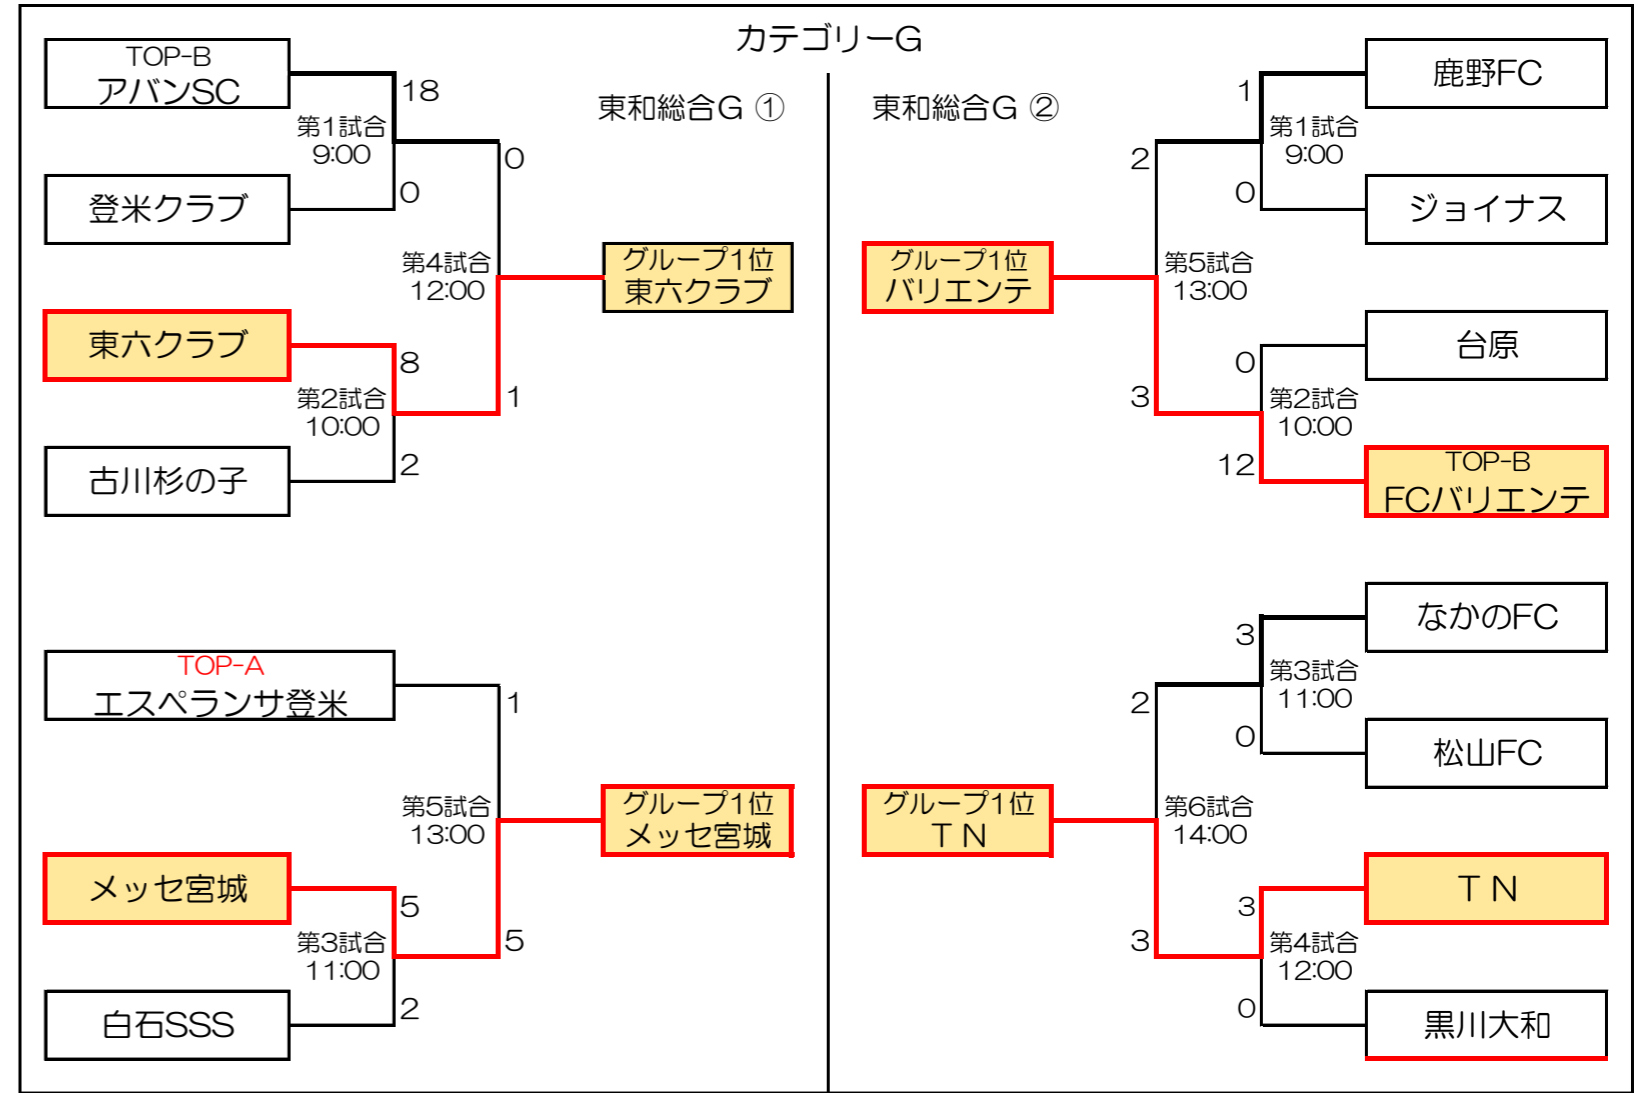 カテゴリーG
東和総合G ①
TOP-B
アバンSC
18
第1試合
9:00
0
登米クラブ
0
第4試合
12:00
グループ1位
東六クラブ
東六クラブ
8
第2試合
10:00
1
古川杉の子
2
TOP-A
エスペランサ登米
1
第5試合
13:00
グループ1位
メッセ宮城
メッセ宮城
5
第3試合
11:00
5
白石SSS
2
東和総合G ②
鹿野FC
1
第1試合
9:00
2
ジョイナス
0
グループ1位
バリエンテ
第5試合
13:00
台原
0
第2試合
10:00
3
12
TOP-B
FCバリエンテ
なかのFC
3
第3試合
11:00
2
0
松山FC
グループ1位
TN
第6試合
14:00
TN
3
第4試合
12:00
3
0
黒川大和